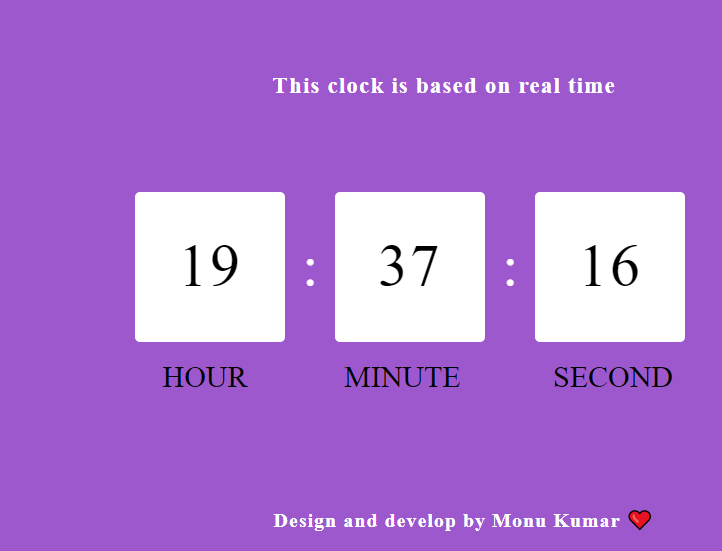 This clock is based on real time
19 : 37 : 16
HOUR MINUTE SECOND
Design and develop by Monu Kumar ❤️